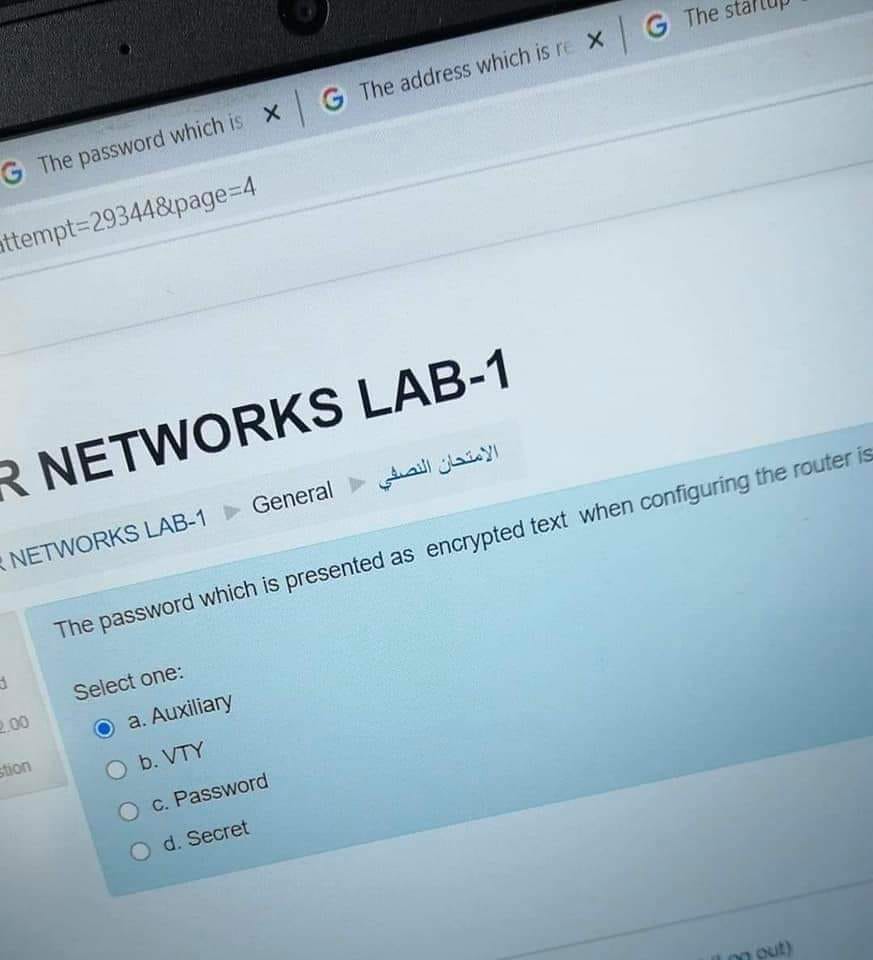 G The password which is × G The address which is re × G The startup
attempt=29344&page=4
R NETWORKS LAB-1
R NETWORKS LAB-1 ▶ General ▶ الامتحان النصفي
The password which is presented as encrypted text when configuring the router is
d
2.00
stion
Select one:
a. Auxiliary
b. VTY
c. Password
d. Secret
out)